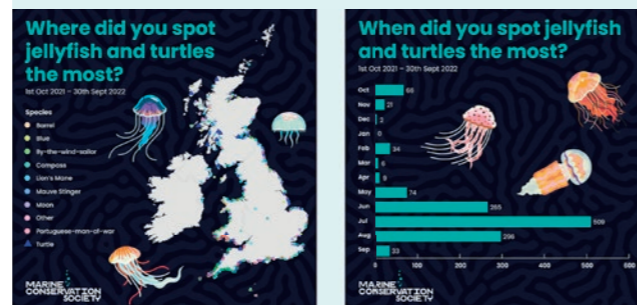 Where did you spot
jellyfish and turtles
the most?
1st Oct 2021 – 30th Sept 2022
Species
Barrel
Blue
By-the-wind-sailor
Compass
Lion's Mane
Mauve Stinger
Moon
Other
Portuguese-man-of-war
Turtle
MARINE
CONSERVATION
SOCIETY
When did you spot jellyfish
and turtles the most?
1st Oct 2021 – 30th Sept 2022
Oct 66
Nov 21
Dec 2
Jan 0
Feb 34
Mar 6
Apr 9
May 74
Jun 265
Jul 509
Aug 296
Sep 33
0 100 200 300 400 500 600
MARINE
CONSERVATION
SOCIETY